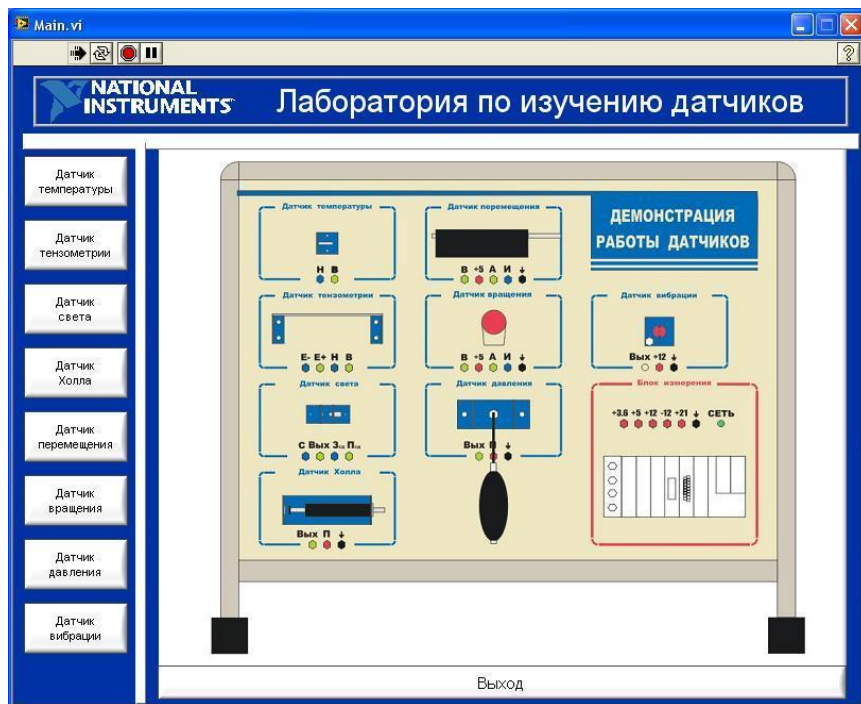 Main.vi
NATIONAL
INSTRUMENTS
Лаборатория по изучению датчиков
Датчик
температуры
Датчик
тензометрии
Датчик
света
Датчик
Холла
Датчик
перемещения
Датчик
вращения
Датчик
давления
Датчик
вибрации
Датчик температуры
Н В
Датчик перемещения
В +5 А И
ДЕМОНСТРАЦИЯ
РАБОТЫ ДАТЧИКОВ
Датчик тензометрии
Е- Е+ Н В
Датчик вращения
В +5 А И
Датчик вибрации
Вых +12
Датчик света
С Вых З П
Датчик давления
Вых П
Блок измерения
+3.6 +5 +12 -12 +21 СЕТЬ
Датчик Холла
Вых П
Выход